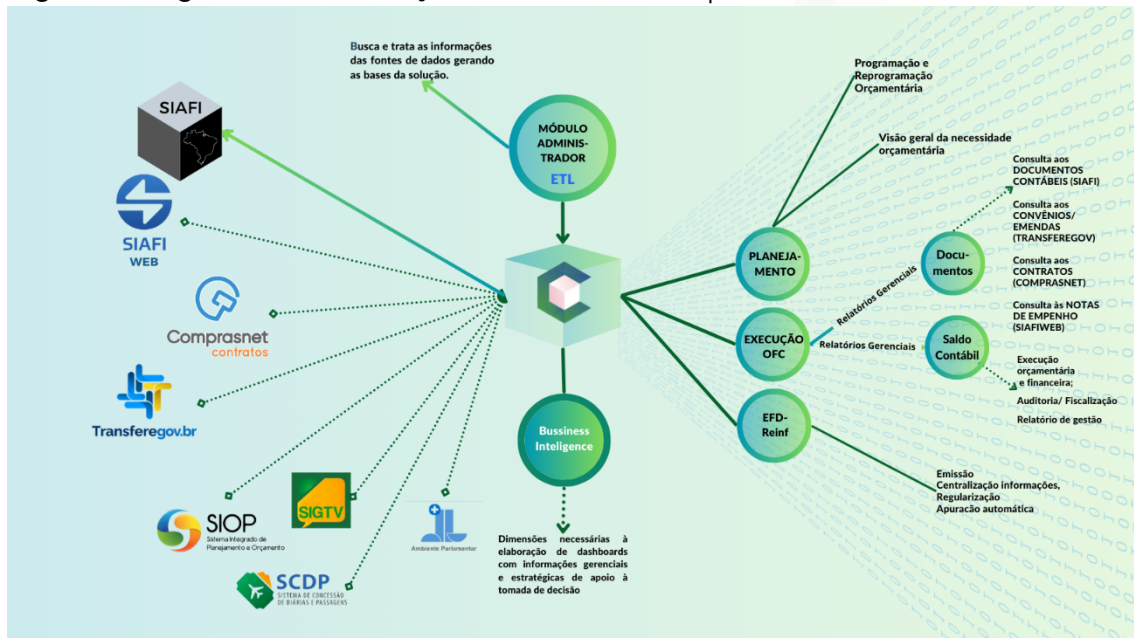 Busca e trata as informações
das fontes de dados gerando
as bases da solução.
SIAFI
SIAFI
WEB
Comprasnet
contratos
Transferegov.br
SIOP
Sistema Integrado de
Planejamento e Orçamento
SIGTV
SCDP
SISTEMA DE CONCESSÃO
DE DIÁRIAS E PASSAGENS
Ambiente Parlamentar
MÓDULO
ADMINIS-
TRADOR
ETL
Bussiness
Inteligence
Dimensões necessárias à
elaboração de dashboards
com informações gerenciais
e estratégicas de apoio à
tomada de decisão
Programação e
Reprogramação
Orçamentária
Visão geral da necessidade
orçamentária
PLANEJA-
MENTO
EXECUÇÃO
OFC
EFD-
Reinf
Relatórios Gerenciais
Relatórios Gerenciais
Docu-
mentos
Saldo
Contábil
Consulta aos
DOCUMENTOS
CONTÁBEIS (SIAFI)
Consulta aos
CONVÊNIOS/
EMENDAS
(TRANSFEREGOV)
Consulta aos
CONTRATOS
(COMPRASNET)
Consulta às NOTAS
DE EMPENHO
(SIAFIWEB)
Execução
orçamentária
e financeira;
Auditoria/ Fiscalização
Relatório de gestão
Emissão
Centralização informações,
Regularização
Apuracão automática